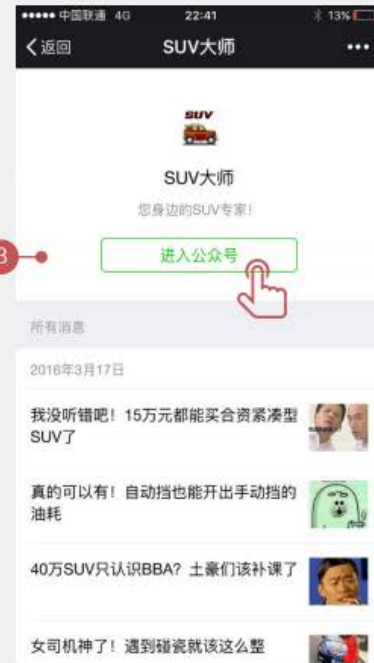 中国联通 4G 22:41 13%
返回 SUV大师 •••
SUV
SUV大师
您身边的SUV专家!
3
进入公众号
所有消息
2016年3月17日
我没听错吧!15万元都能买合资紧凑型
SUV了
真的可以有!自动挡也能开出手动挡的
油耗
40万SUV只认识BBA?土豪们该补课了
女司机神了!遇到碰瓷就该这么整